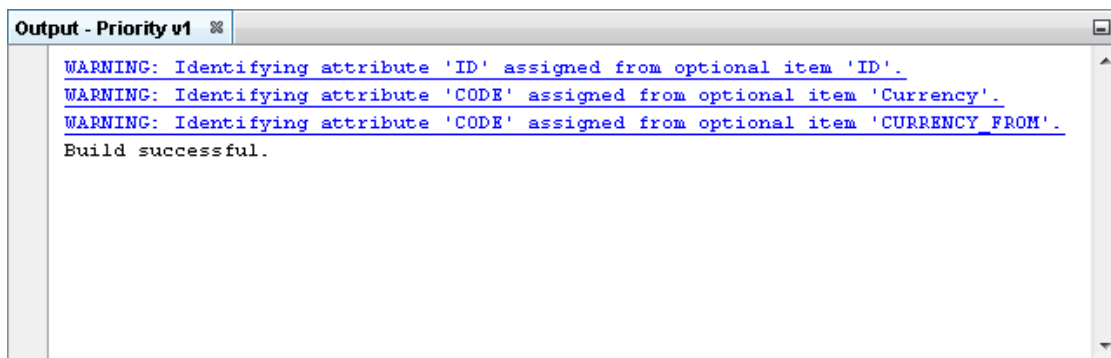 Output - Priority v1
WARNING: Identifying attribute 'ID' assigned from optional item 'ID'.
WARNING: Identifying attribute 'CODE' assigned from optional item 'Currency'.
WARNING: Identifying attribute 'CODE' assigned from optional item 'CURRENCY_FROM'.
Build successful.